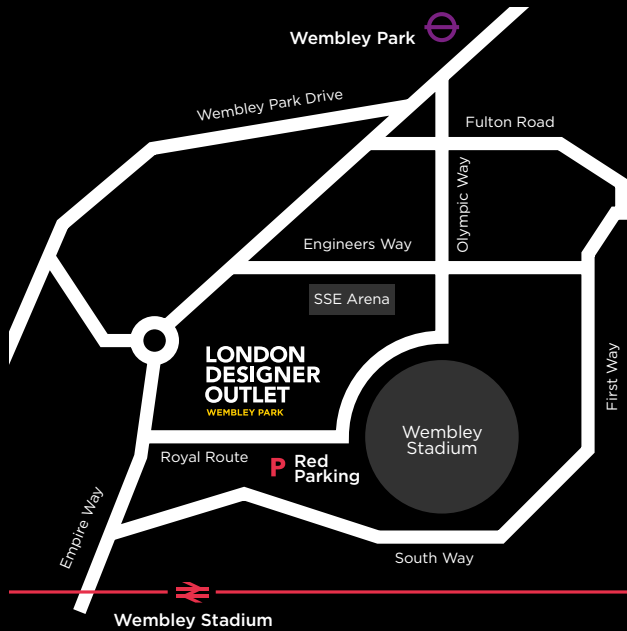 Wembley Park
Wembley Park Drive
Fulton Road
Olympic Way
Engineers Way
SSE Arena
LONDON
DESIGNER
OUTLET
WEMBLEY PARK
First Way
Wembley
Stadium
Royal Route
P Red
Parking
Empire Way
South Way
Wembley Stadium